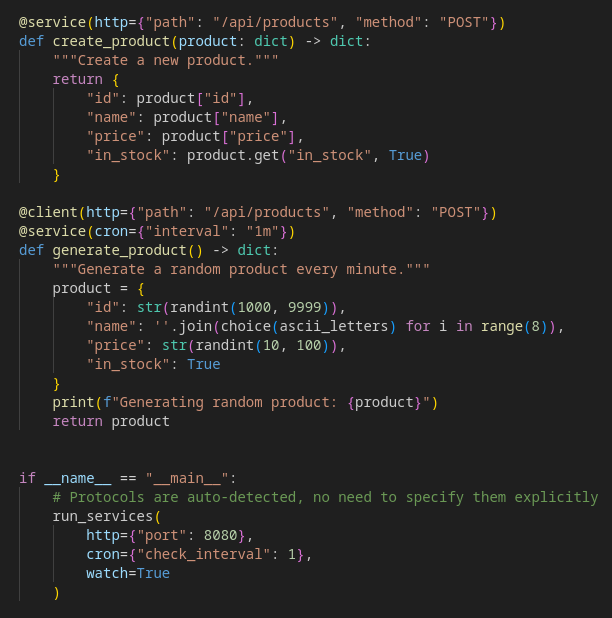 @service(http={"path": "/api/products", "method": "POST"})
def create_product(product: dict) -> dict:
    """Create a new product."""
    return {
        "id": product["id"],
        "name": product["name"],
        "price": product["price"],
        "in_stock": product.get("in_stock", True)
    }

@client(http={"path": "/api/products", "method": "POST"})
@service(cron={"interval": "1m"})
def generate_product() -> dict:
    """Generate a random product every minute."""
    product = {
        "id": str(randint(1000, 9999)),
        "name": ''.join(choice(ascii_letters) for i in range(8)),
        "price": str(randint(10, 100)),
        "in_stock": True
    }
    print(f"Generating random product: {product}")
    return product


if __name__ == "__main__":
    # Protocols are auto-detected, no need to specify them explicitly
    run_services(
        http={"port": 8080},
        cron={"check_interval": 1},
        watch=True
    )